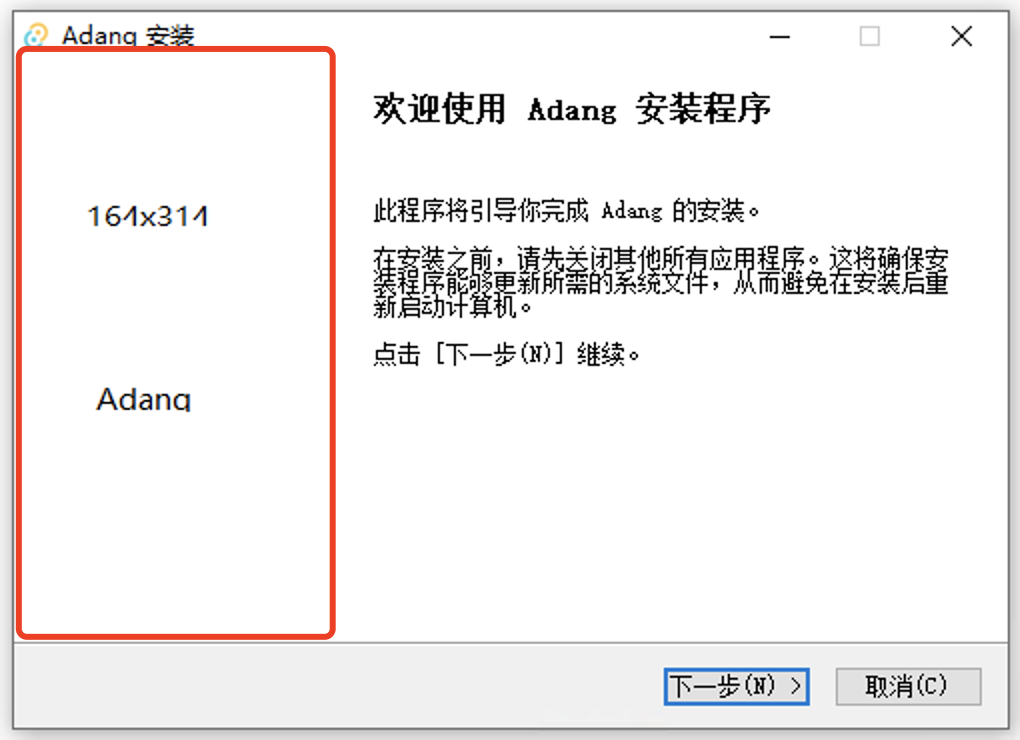 Adang 安装
欢迎使用 Adang 安装程序
164x314
此程序将引导你完成 Adang 的安装。
在安装之前，请先关闭其他所有应用程序。这将确保安
装程序能够更新所需的系统文件，从而避免在安装后重
新启动计算机。
点击 [下一步(N)] 继续。
Adang
下一步(N) >
取消(C)